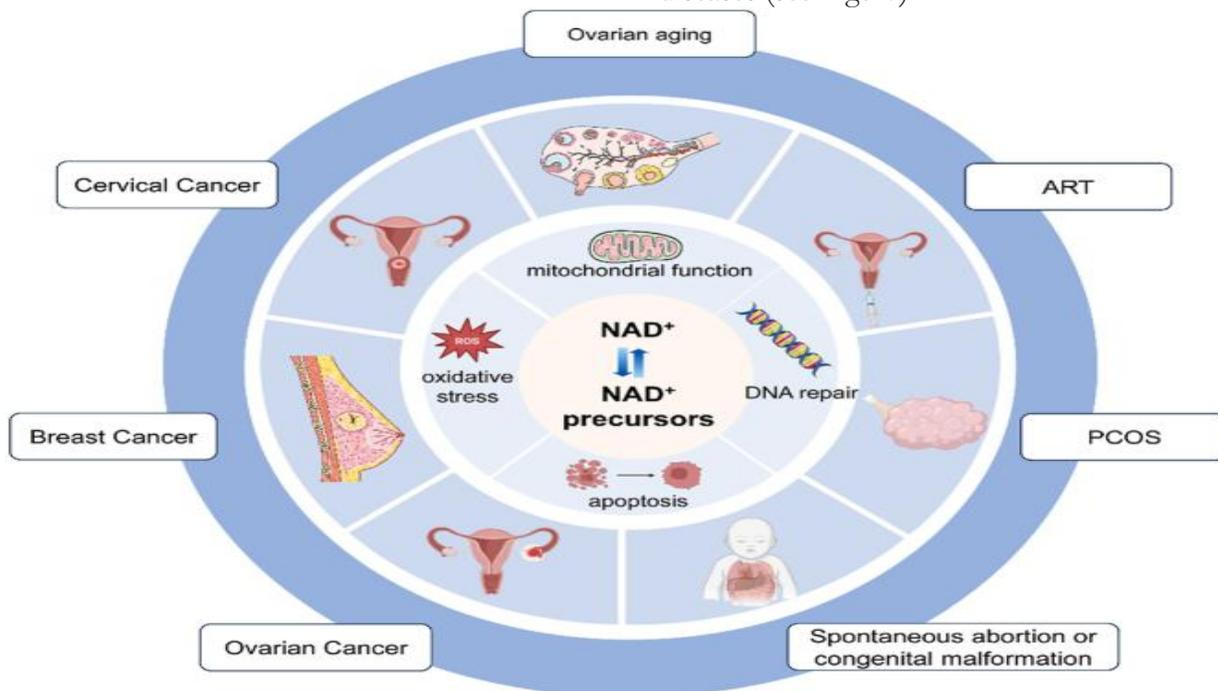 Ovarian aging
Cervical Cancer
ART
mitochondrial function
NAD⁺
ROS
oxidative
stress
DNA repair
NAD⁺
precursors
Breast Cancer
PCOS
apoptosis
Ovarian Cancer
Spontaneous abortion or
congenital malformation